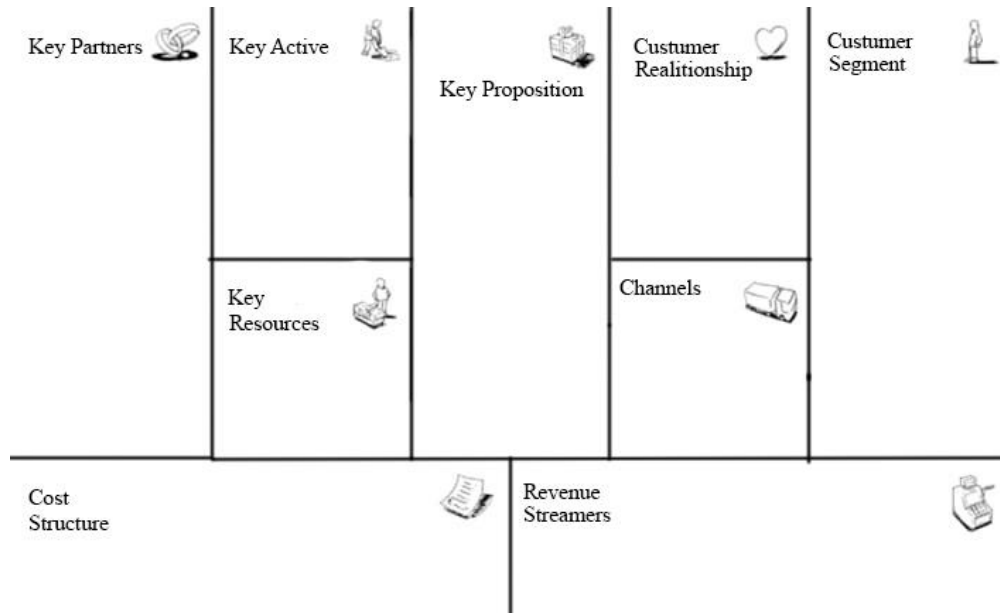 Key Partners
Key Active
Key Proposition
Custumer
Realitionship
Custumer
Segment
Key
Resources
Channels
Cost
Structure
Revenue
Streamers